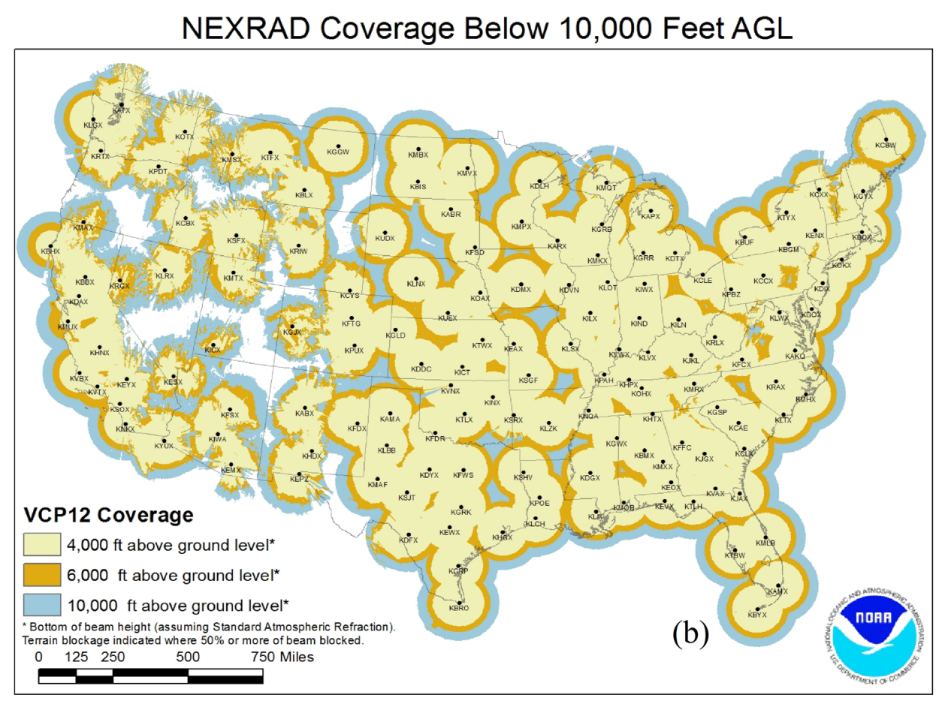 NEXRAD Coverage Below 10,000 Feet AGL
KATX
KLGX
KOTX
KRTX
KPDT
KMSX
KTFX
KGGW
KMBX
KMVX
KBIS
KBLX
KDLH
KMQT
KCBW
KCXX
KGYX
KTYX
KAPX
KABR
KMPX
KGRB
KCBX
KMAX
KBHX
KSFX
KRIW
KUDX
KFSD
KARX
KMKX
KGRR
KDTX
KBUF
KBGM
KENX
KBOX
KOKX
KLRX
KRGX
KBBX
KDAX
KMTX
KCYS
KLNX
KOAX
KDMX
KDVN
KLOT
KIWX
KCLE
KPBZ
KCCX
KDIX
KDOX
KLWX
KMUX
KHNX
KICX
KGJX
KFTG
KPUX
KGLD
KUEX
KTWX
KEAX
KLSX
KILX
KIND
KILN
KRLX
KJKL
KLVX
KVWX
KFCX
KAKQ
KVBX
KVTX
KEYX
KESX
KSOX
KNKX
KYUX
KFSX
KIWA
KEMX
KABX
KHDX
KEPZ
KDDC
KICT
KVNX
KINX
KSGF
KSRX
KPAH
KHPX
KOHX
KMRX
KRAX
KMHX
KLTX
KGSP
KCAE
KCLX
KFDX
KAMA
KLBB
KMAF
KTLX
KFDR
KLZK
KNQA
KHTX
KGWX
KBMX
KFFC
KMXX
KJGX
KDYX
KFWS
KSJT
KSHV
KDGX
KEOX
KVAX
KJAX
KPOE
KGRK
KEWX
KDFX
KLCH
KHGX
KLIX
KMOB
KEVX
KTLH
KCRP
KBRO
KMLB
KTBW
KAMX
KBYX
VCP12 Coverage
4,000 ft above ground level*
6,000 ft above ground level*
10,000 ft above ground level*
* Bottom of beam height (assuming Standard Atmospheric Refraction).
Terrain blockage indicated where 50% or more of beam blocked.
0 125 250 500 750 Miles
(b)
NATIONAL OCEANIC AND ATMOSPHERIC ADMINISTRATION
NOAA
U.S. DEPARTMENT OF COMMERCE